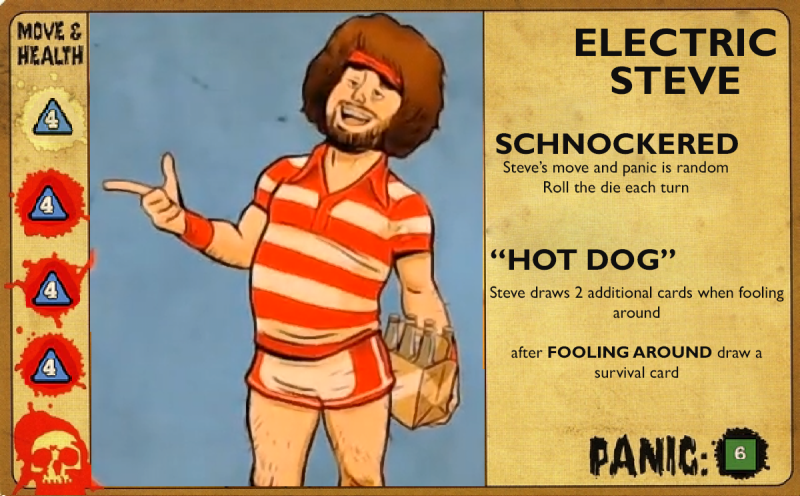 MOVE &
HEALTH
4
4
4
4
ELECTRIC
STEVE
SCHNOCKERED
Steve's move and panic is random
Roll the die each turn
“HOT DOG”
Steve draws 2 additional cards when fooling
around
after FOOLING AROUND draw a
survival card
PANIC: 6